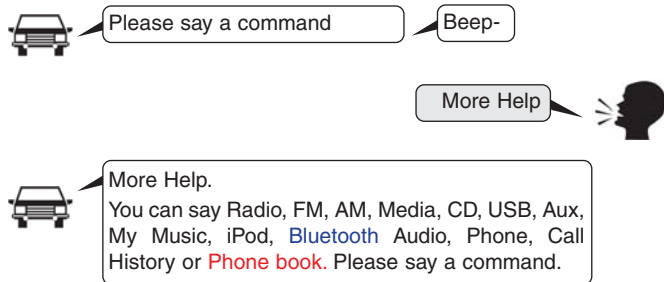 Please say a command
Beep-
More Help
More Help.
You can say Radio, FM, AM, Media, CD, USB, Aux,
My Music, iPod, Bluetooth Audio, Phone, Call
History or Phone book. Please say a command.